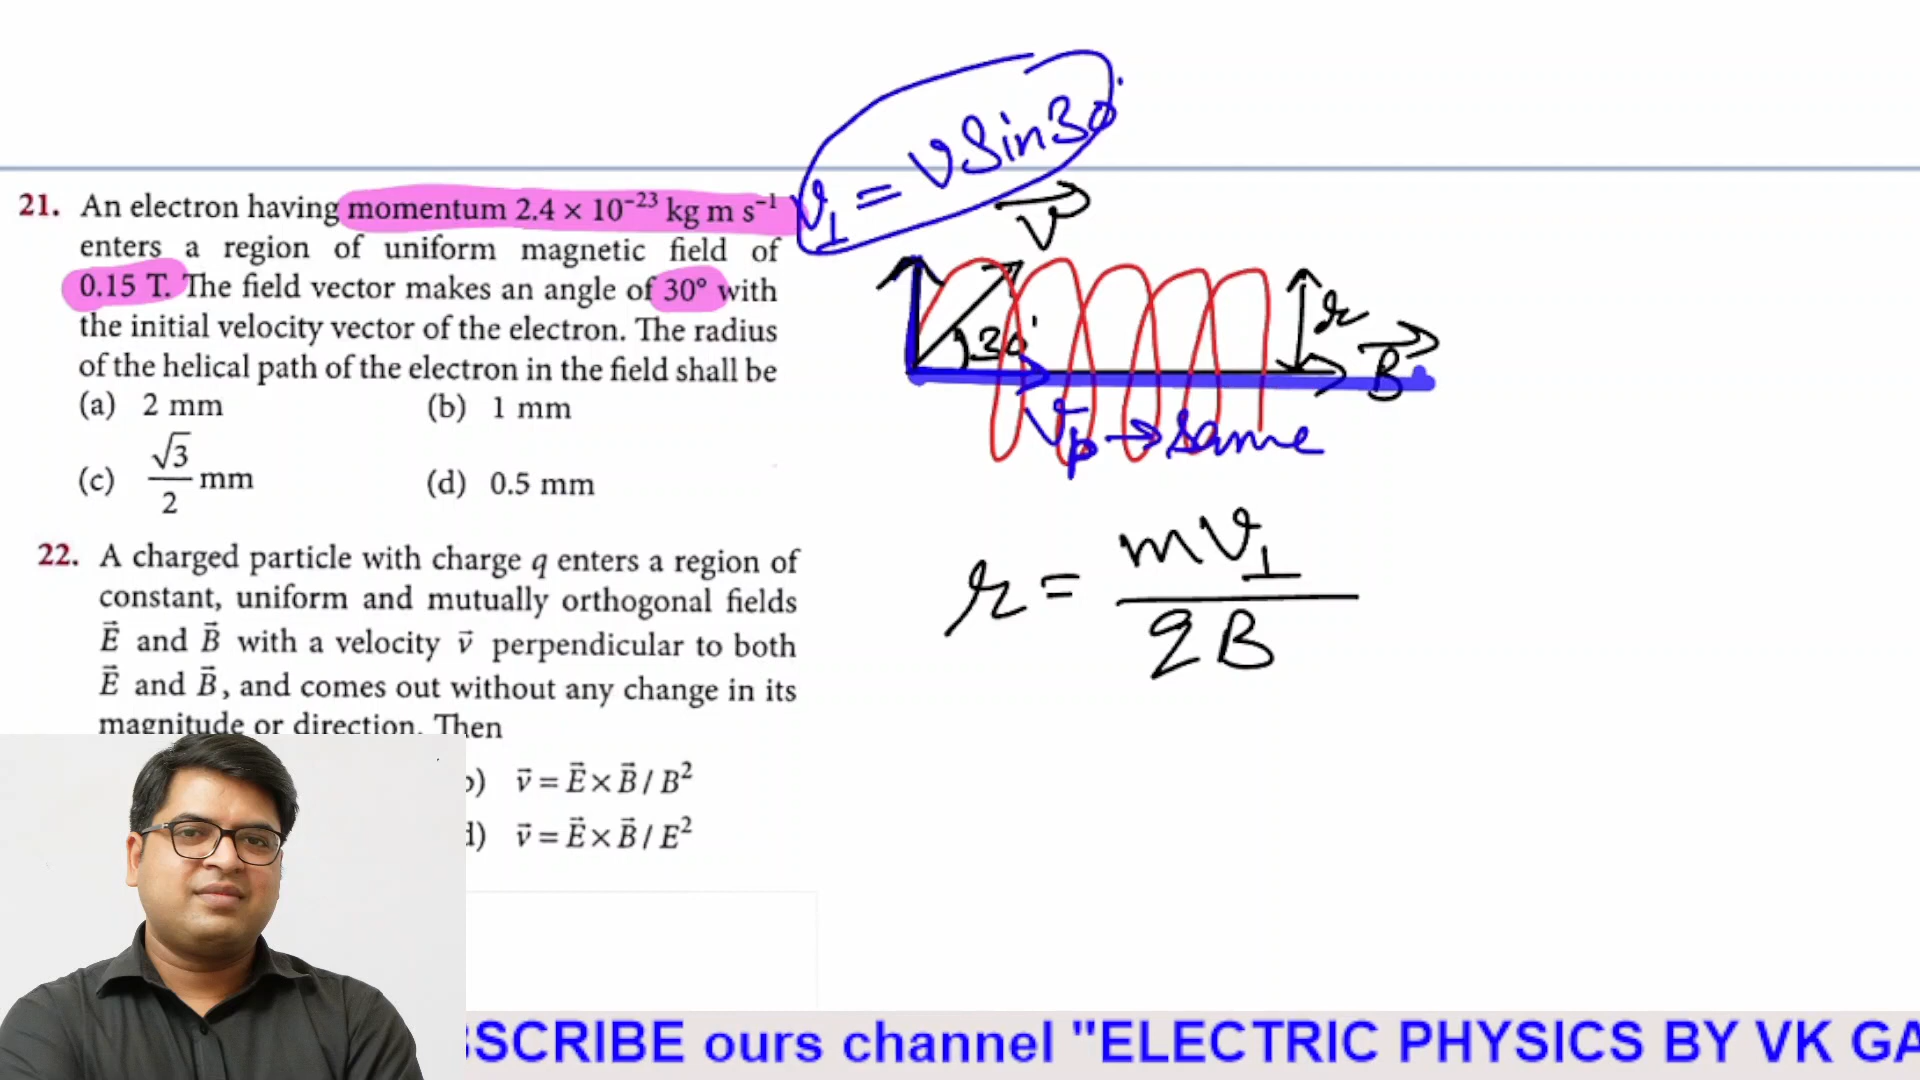 v⊥ = v Sin30°
v⃗
21. An electron having momentum 2.4 × 10⁻²³ kg m s⁻¹
enters a region of uniform magnetic field of
0.15 T. The field vector makes an angle of 30° with
the initial velocity vector of the electron. The radius
of the helical path of the electron in the field shall be
(a) 2 mm (b) 1 mm
(c) √3/2 mm (d) 0.5 mm
30°
r
B⃗
vp → Same
r = mv⊥/qB
22. A charged particle with charge q enters a region of
constant, uniform and mutually orthogonal fields
E⃗ and B⃗ with a velocity v⃗ perpendicular to both
E⃗ and B⃗, and comes out without any change in its
magnitude or direction. Then
) v⃗ = E⃗ × B⃗ / B²
) v⃗ = E⃗ × B⃗ / E²
SCRIBE ours channel "ELECTRIC PHYSICS BY VK GA